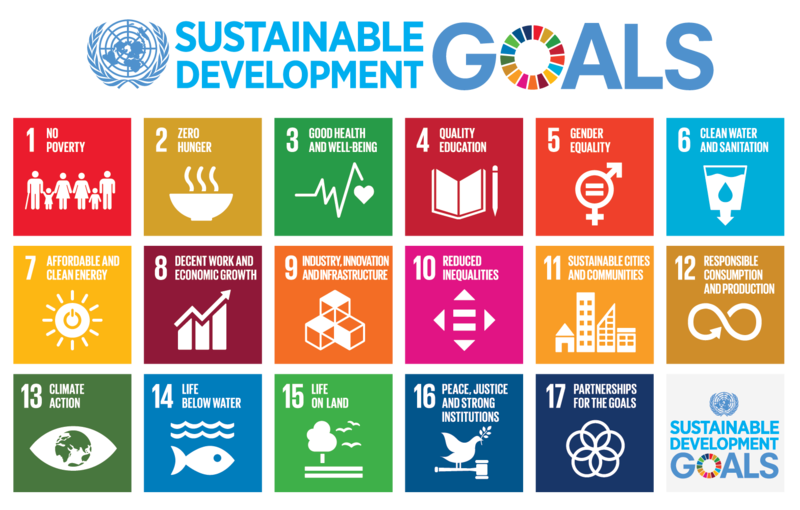 SUSTAINABLE
DEVELOPMENT
GOALS
1 NO
POVERTY
2 ZERO
HUNGER
3 GOOD HEALTH
AND WELL-BEING
4 QUALITY
EDUCATION
5 GENDER
EQUALITY
6 CLEAN WATER
AND SANITATION
7 AFFORDABLE AND
CLEAN ENERGY
8 DECENT WORK AND
ECONOMIC GROWTH
9 INDUSTRY, INNOVATION
AND INFRASTRUCTURE
10 REDUCED
INEQUALITIES
11 SUSTAINABLE CITIES
AND COMMUNITIES
12 RESPONSIBLE
CONSUMPTION
AND PRODUCTION
13 CLIMATE
ACTION
14 LIFE
BELOW WATER
15 LIFE
ON LAND
16 PEACE, JUSTICE
AND STRONG
INSTITUTIONS
17 PARTNERSHIPS
FOR THE GOALS
SUSTAINABLE
DEVELOPMENT
GOALS